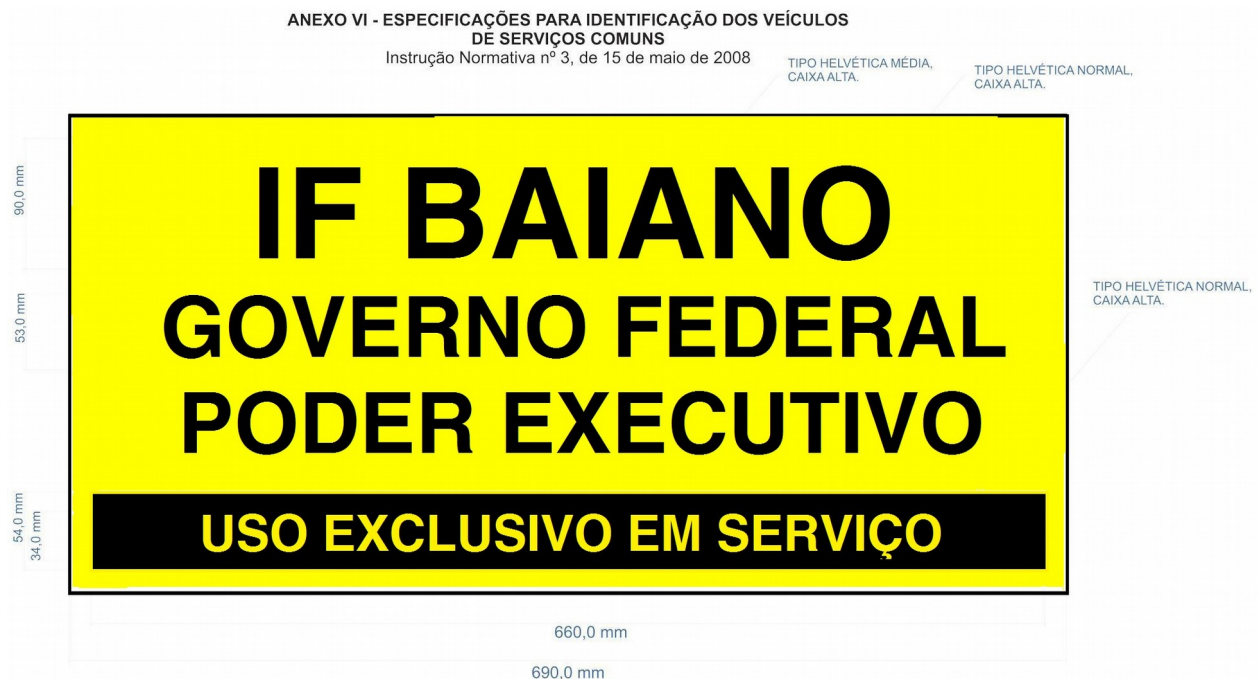 ANEXO VI - ESPECIFICAÇÕES PARA IDENTIFICAÇÃO DOS VEÍCULOS
DE SERVIÇOS COMUNS
Instrução Normativa nº 3, de 15 de maio de 2008
TIPO HELVÉTICA MÉDIA,
CAIXA ALTA.
TIPO HELVÉTICA NORMAL,
CAIXA ALTA.
90,0 mm
IF BAIANO
53,0 mm
GOVERNO FEDERAL
TIPO HELVÉTICA NORMAL,
CAIXA ALTA.
PODER EXECUTIVO
54,0 mm
34,0 mm
USO EXCLUSIVO EM SERVIÇO
660,0 mm
690,0 mm